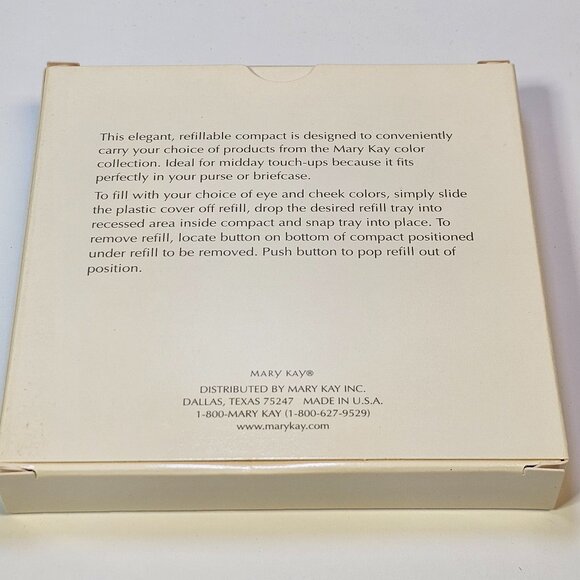 This elegant, refillable compact is designed to conveniently
carry your choice of products from the Mary Kay color
collection. Ideal for midday touch-ups because it fits
perfectly in your purse or briefcase.
To fill with your choice of eye and cheek colors, simply slide
the plastic cover off refill, drop the desired refill tray into
recessed area inside compact and snap tray into place. To
remove refill, locate button on bottom of compact positioned
under refill to be removed. Push button to pop refill out of
position.
MARY KAY®
DISTRIBUTED BY MARY KAY INC.
DALLAS, TEXAS 75247 MADE IN U.S.A.
1-800-MARY KAY (1-800-627-9529)
www.marykay.com